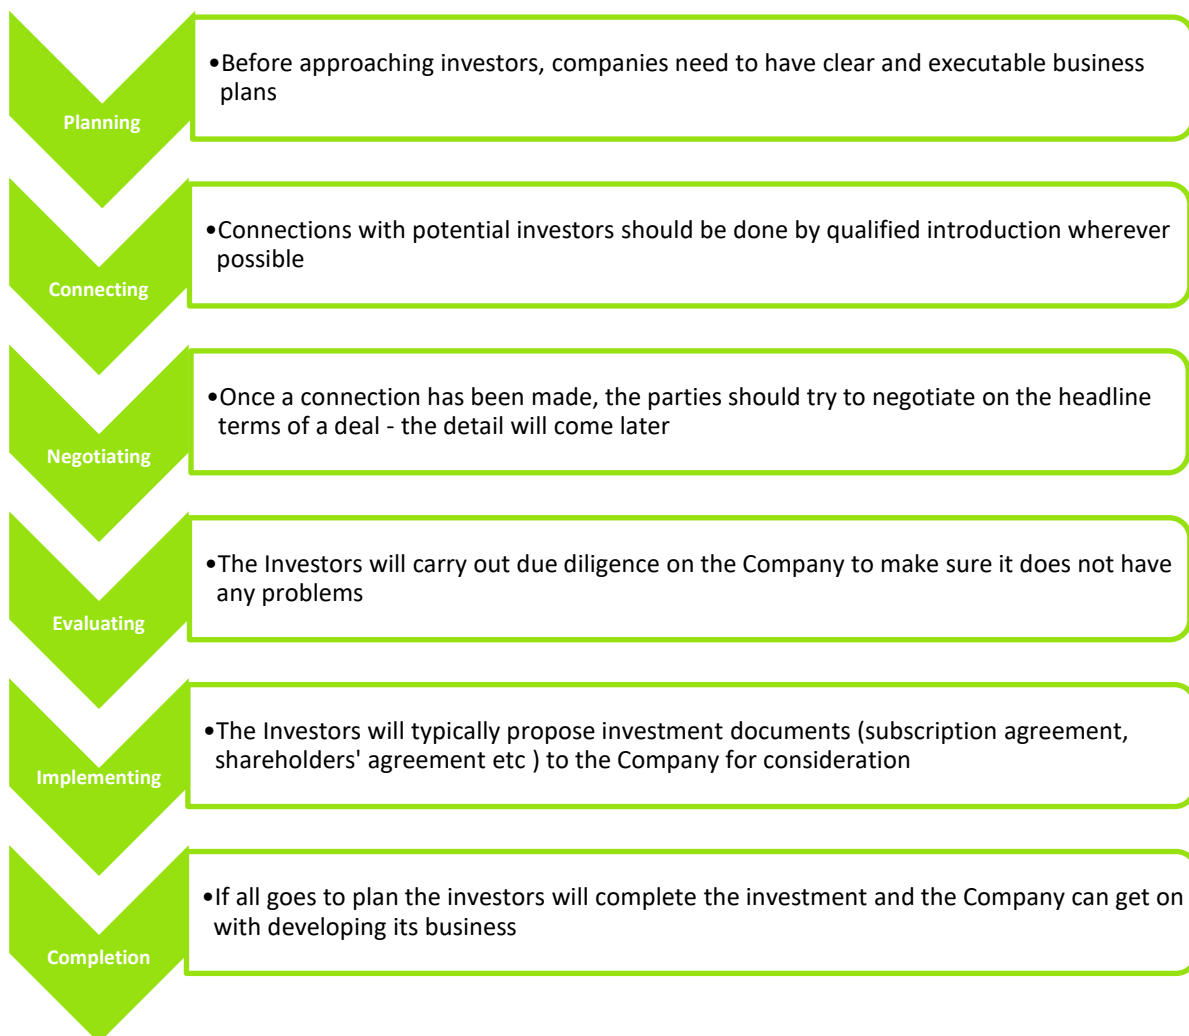 Planning
•Before approaching investors, companies need to have clear and executable business
plans
Connecting
•Connections with potential investors should be done by qualified introduction wherever
possible
Negotiating
•Once a connection has been made, the parties should try to negotiate on the headline
terms of a deal - the detail will come later
Evaluating
•The Investors will carry out due diligence on the Company to make sure it does not have
any problems
Implementing
•The Investors will typically propose investment documents (subscription agreement,
shareholders' agreement etc ) to the Company for consideration
Completion
•If all goes to plan the investors will complete the investment and the Company can get on
with developing its business